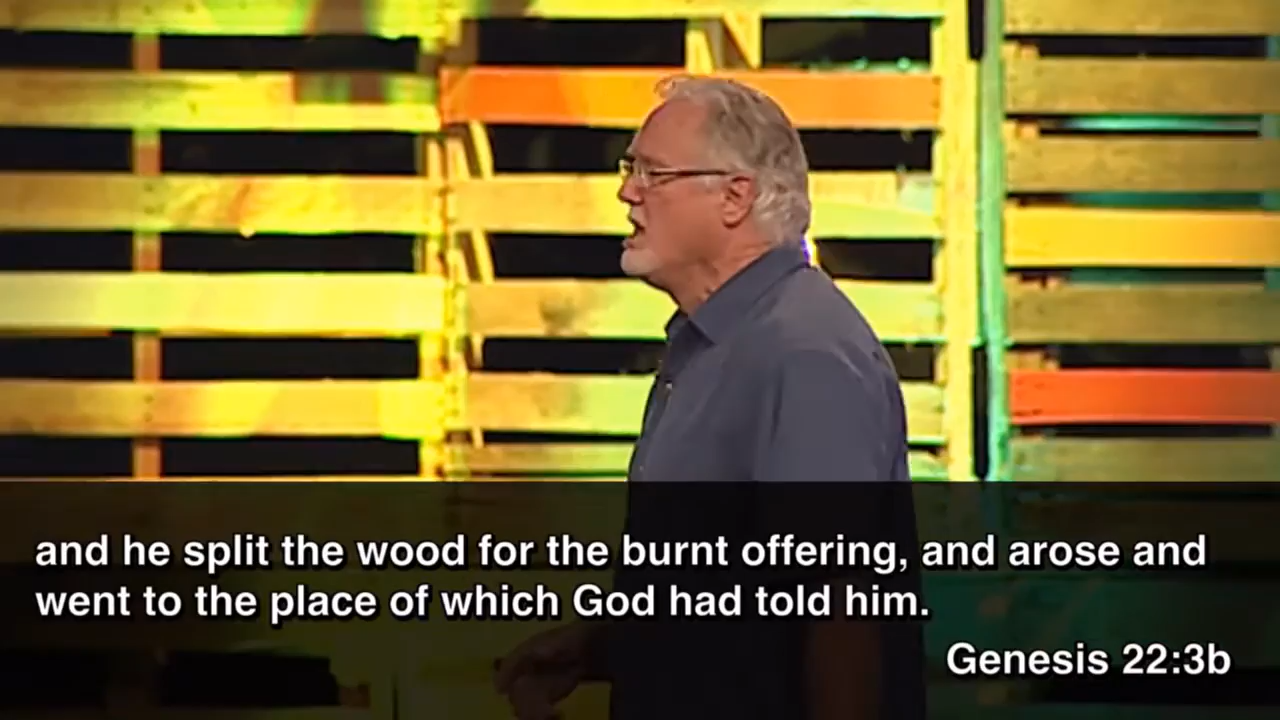 and he split the wood for the burnt offering, and arose and
went to the place of which God had told him.
Genesis 22:3b